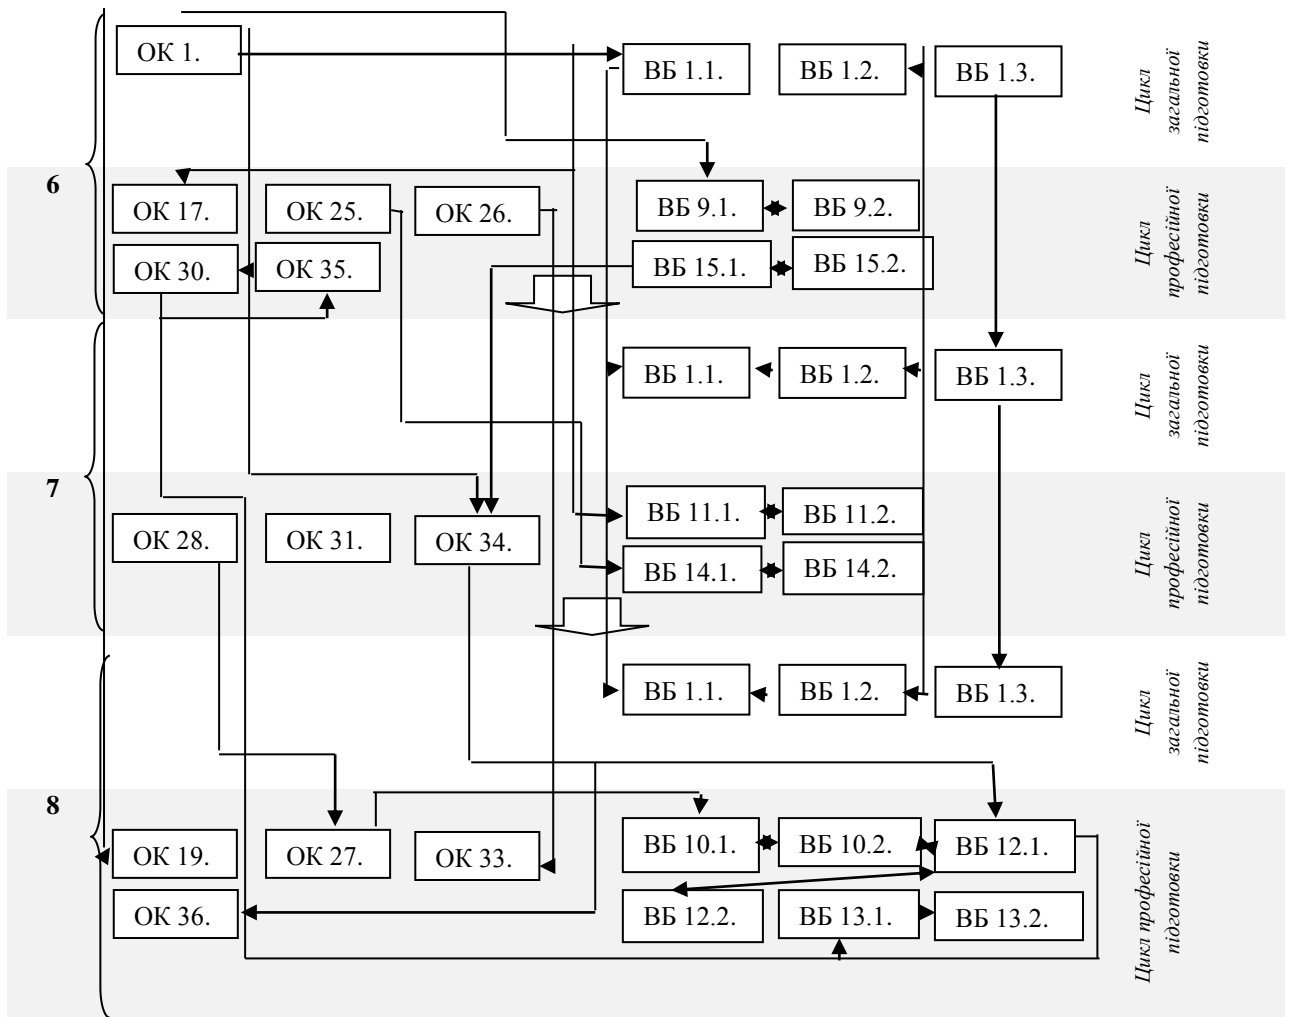 ОК 1.
ВБ 1.1.
ВБ 1.2.
ВБ 1.3.
Цикл
загальної
підготовки
6
ОК 17.
ОК 25.
ОК 26.
ВБ 9.1.
ВБ 9.2.
ОК 30.
ОК 35.
ВБ 15.1.
ВБ 15.2.
Цикл
професійної
підготовки
ВБ 1.1.
ВБ 1.2.
ВБ 1.3.
Цикл
загальної
підготовки
7
ОК 28.
ОК 31.
ОК 34.
ВБ 11.1.
ВБ 11.2.
ВБ 14.1.
ВБ 14.2.
Цикл
професійної
підготовки
ВБ 1.1.
ВБ 1.2.
ВБ 1.3.
Цикл
загальної
підготовки
8
ОК 19.
ОК 27.
ОК 33.
ВБ 10.1.
ВБ 10.2.
ВБ 12.1.
ОК 36.
ВБ 12.2.
ВБ 13.1.
ВБ 13.2.
Цикл професійної
підготовки